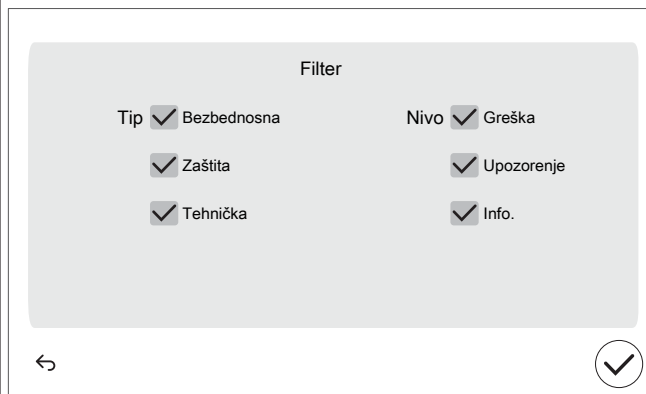 Filter
Tip Bezbednosna Nivo Greška
Zaštita Upozorenje
Tehnička Info.